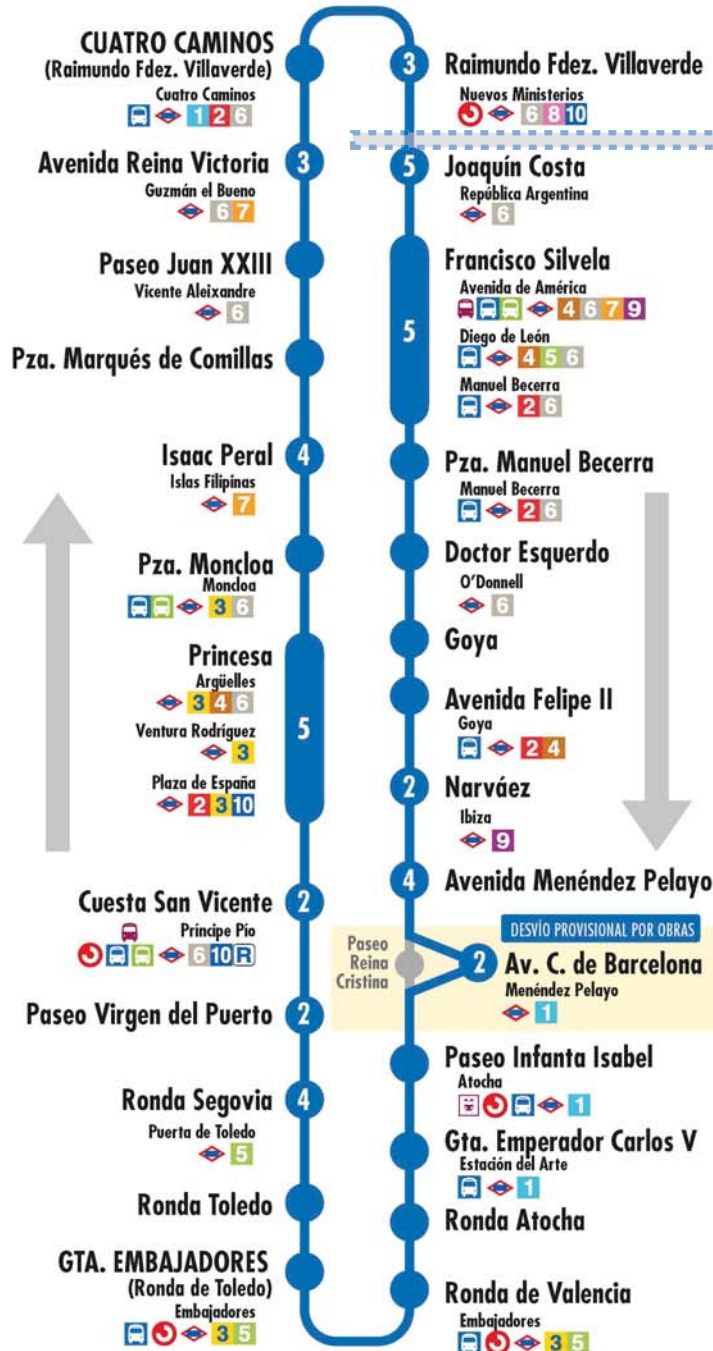 CUATRO CAMINOS
(Raimundo Fdez. Villaverde)
Cuatro Caminos
1 2 6
3
Avenida Reina Victoria
Guzmán el Bueno
6 7
Paseo Juan XXIII
Vicente Aleixandre
6
Pza. Marqués de Comillas
4
Isaac Peral
Islas Filipinas
7
Pza. Moncloa
Moncloa
3 6
Princesa
Argüelles
3 4 6
5
Ventura Rodríguez
3
Plaza de España
2 3 10
2
Cuesta San Vicente
Príncipe Pío
6 10 R
Paseo Virgen del Puerto
2
Ronda Segovia
4
Puerta de Toledo
5
Ronda Toledo
GTA. EMBAJADORES
(Ronda de Toledo)
Embajadores
3 5
3
Raimundo Fdez. Villaverde
Nuevos Ministerios
6 8 10
5
Joaquín Costa
República Argentina
6
Francisco Silvela
Avenida de América
4 6 7 9
5
Diego de León
4 5 6
Manuel Becerra
2 6
Pza. Manuel Becerra
Manuel Becerra
2 6
Doctor Esquerdo
O'Donnell
6
Goya
Avenida Felipe II
Goya
2 4
2
Narváez
Ibiza
9
4
Avenida Menéndez Pelayo
DESVÍO PROVISIONAL POR OBRAS
Paseo
Reina
Cristina
2
Av. C. de Barcelona
Menéndez Pelayo
1
Paseo Infanta Isabel
Atocha
1
Gta. Emperador Carlos V
Estación del Arte
1
Ronda Atocha
Ronda de Valencia
Embajadores
3 5